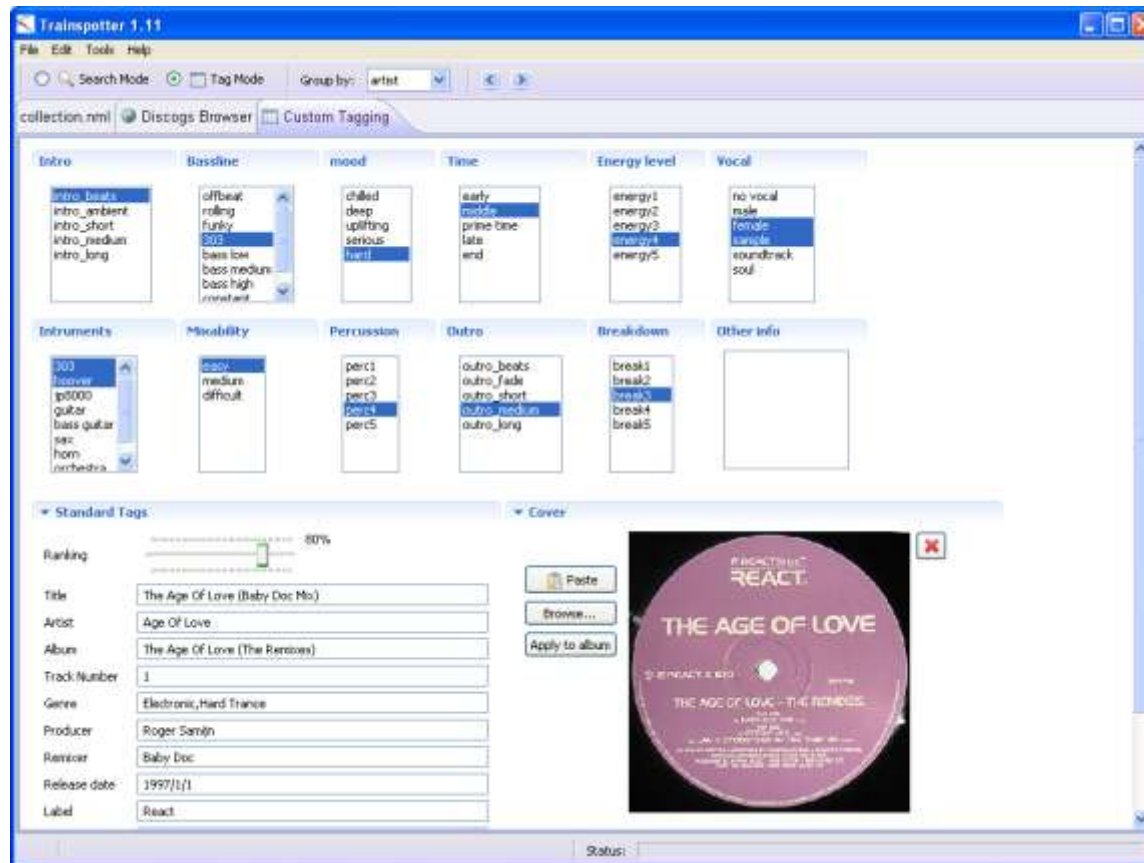 Trainspotter 1.11
File Edit Tools Help
Search Mode Tag Mode Group by: artist
collection.nml Discogs Browser Custom Tagging
Intro Bassline mood Time Energy level Vocal
intro_beats
intro_ambient
intro_short
intro_medium
intro_long
offbeat
rolling
funky
303
bass low
bass medium
bass high
constant
chilled
deep
uplifting
serious
hard
early
middle
prime time
late
end
energy1
energy2
energy3
energy4
energy5
no vocal
male
female
sample
soundtrack
soul
Intruments Mixability Percussion Outro Breakdown Other info
303
hoover
jp8000
guitar
bass guitar
sax
horn
orchestra
easy
medium
difficult
perc1
perc2
perc3
perc4
perc5
outro_beats
outro_fade
outro_short
outro_medium
outro_long
break1
break2
break3
break4
break5
Standard Tags
Ranking 80%
Title The Age Of Love (Baby Doc Mix)
Artist Age Of Love
Album The Age Of Love (The Remixes)
Track Number 1
Genre Electronic,Hard Trance
Producer Roger Samijn
Remixer Baby Doc
Release date 1997/1/1
Label React
Cover
Paste
Browse...
Apply to album
REACT
THE AGE OF LOVE
THE AGE OF LOVE - THE REMIXES
Status: